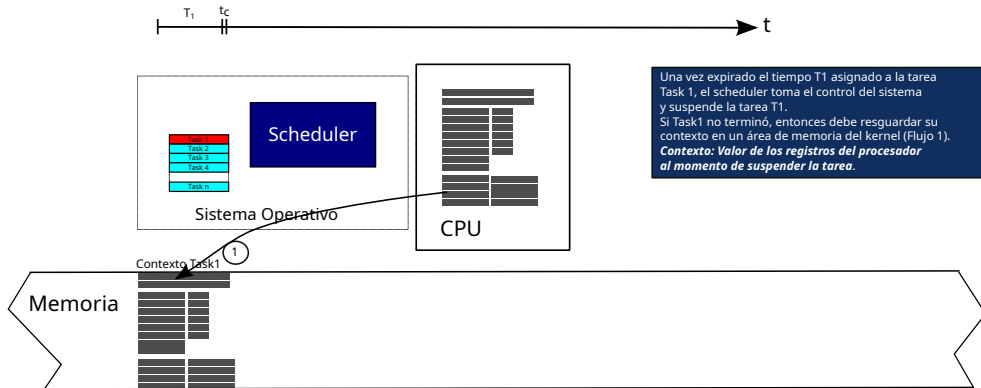 T1
tc
t
Una vez expirado el tiempo T1 asignado a la tarea
Task 1, el scheduler toma el control del sistema
y suspende la tarea T1.
Si Task1 no terminó, entonces debe resguardar su
contexto en un área de memoria del kernel (Flujo 1).
Contexto: Valor de los registros del procesador
al momento de suspender la tarea.
Scheduler
Task 1
Task 2
Task 3
Task 4
Task n
Sistema Operativo
CPU
1
Contexto Task1
Memoria